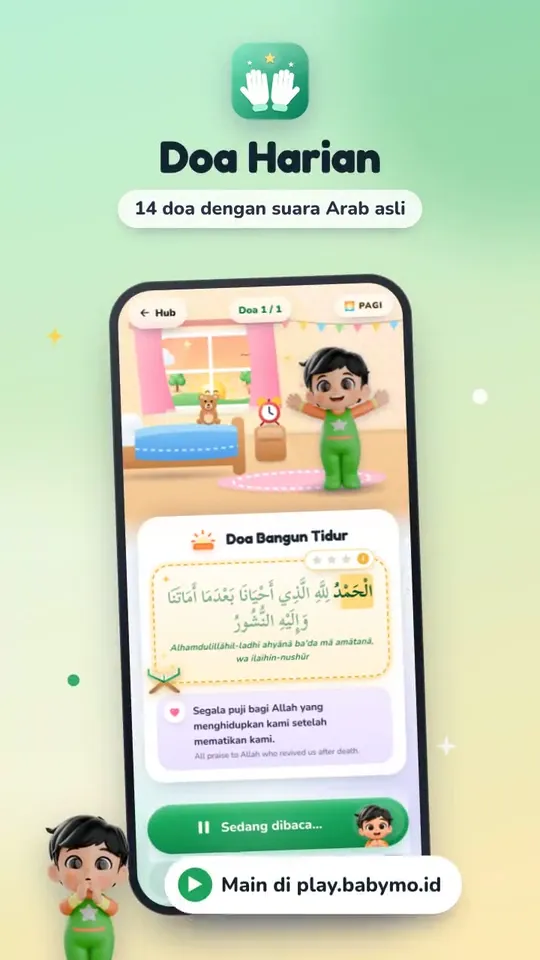 Doa Harian
14 doa dengan suara Arab asli
← Hub
Doa 1 / 1
PAGI
Doa Bangun Tidur
الْحَمْدُ لِلَّهِ الَّذِي أَحْيَانَا بَعْدَمَا أَمَاتَنَا
وَإِلَيْهِ النُّشُورُ
Alhamdulillāhil-ladhi ahyānā ba'da mā amātanā,
wa ilaihin-nushūr
Segala puji bagi Allah yang
menghidupkan kami setelah
mematikan kami.
All praise to Allah who revived us after death.
Sedang dibaca...
Main di play.babymo.id